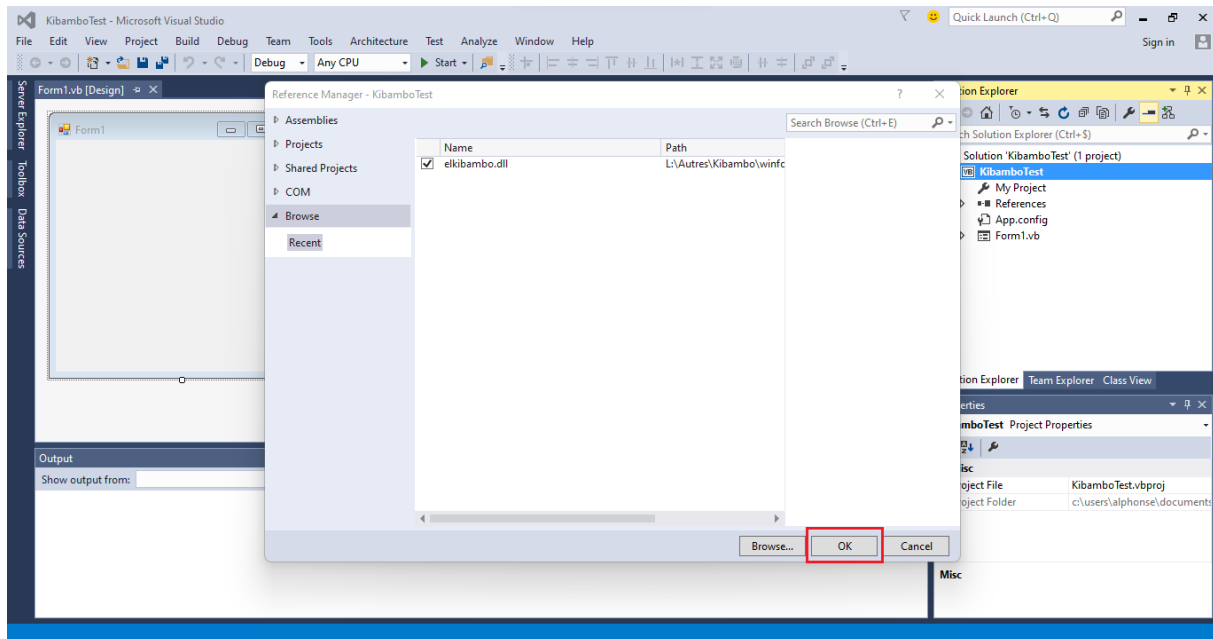 KibamboTest - Microsoft Visual Studio
Quick Launch (Ctrl+Q)
File Edit View Project Build Debug Team Tools Architecture Test Analyze Window Help
Sign in
Debug Any CPU Start
Server Explorer
Toolbox
Data Sources
Form1.vb [Design]
Form1
Reference Manager - KibamboTest
?
Assemblies
Projects
Shared Projects
COM
Browse
Recent
Search Browse (Ctrl+E)
Name Path
elkibambo.dll L:\Autres\Kibambo\winfc
Browse... OK Cancel
tion Explorer
ch Solution Explorer (Ctrl+$)
Solution 'KibamboTest' (1 project)
VB KibamboTest
My Project
References
App.config
Form1.vb
tion Explorer Team Explorer Class View
erties
mboTest Project Properties
isc
oject File KibamboTest.vbproj
oject Folder c:\users\alphonse\documents
Misc
Output
Show output from: